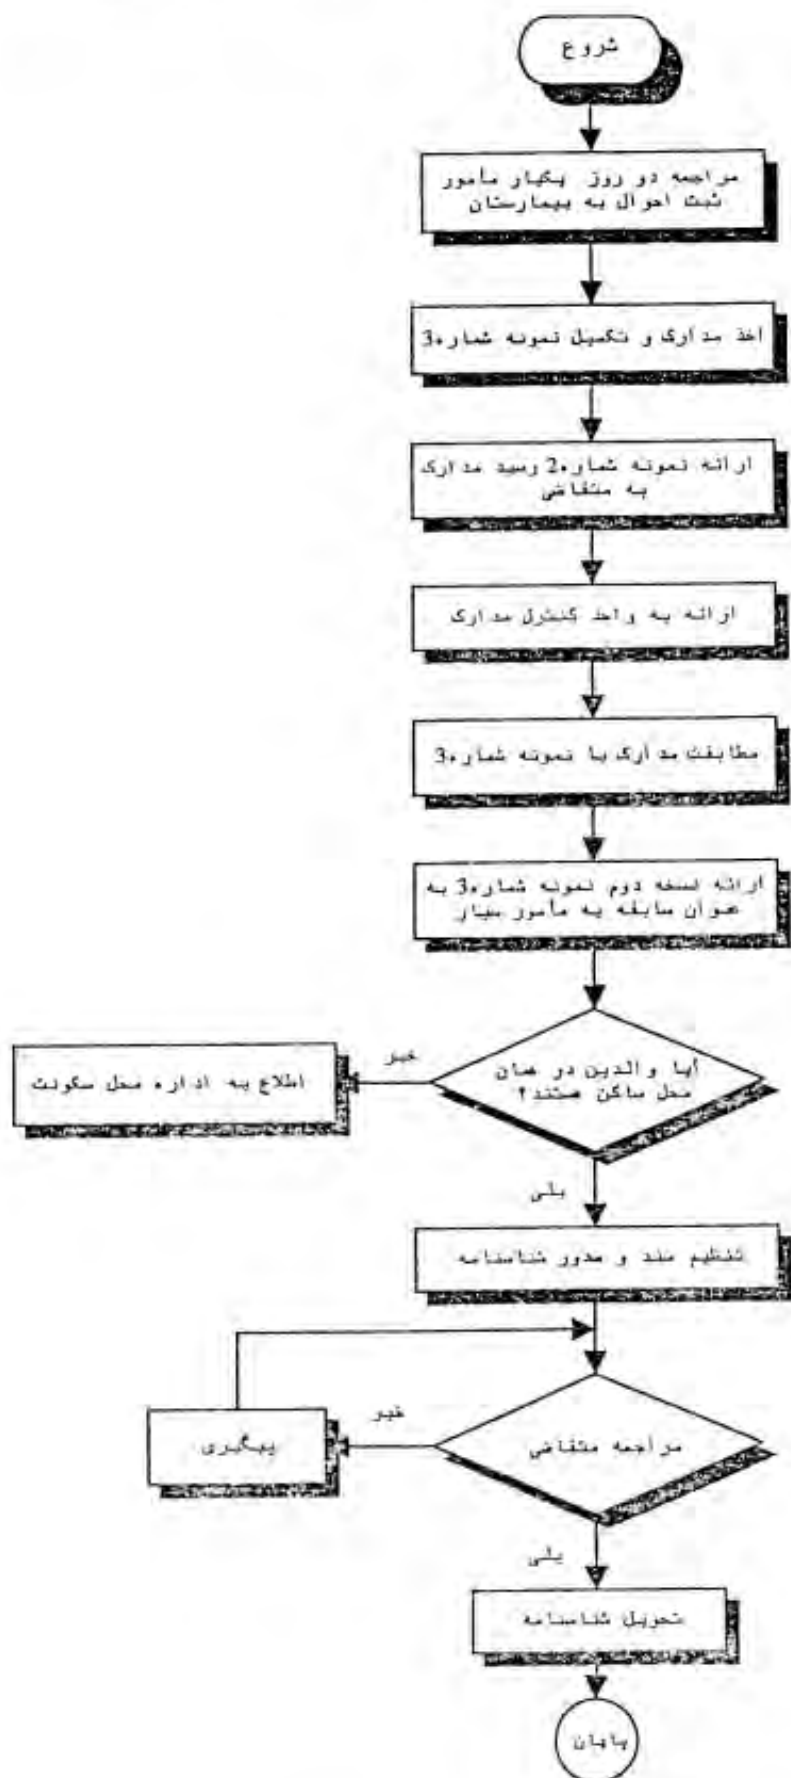 شروع
مراجعه دو روز یکبار مأمور
ثبت احوال به بیمارستان
اخذ مدارک و تکمیل نمونه شماره3
ارائه نمونه شماره2 رسید مدارک
به متقاضی
ارائه به واحد کنترل مدارک
مطابقت مدارک با نمونه شماره3
ارائه نسخه دوم نمونه شماره3 به
عنوان سابقه به مأمور سیار
آیا والدین در همان
محل ساکن هستند؟
خیر
اطلاع به اداره محل سکونت
بلی
تنظیم سند و صدور شناسنامه
مراجعه متقاضی
خیر
پیگیری
بلی
تحویل شناسنامه
پایان